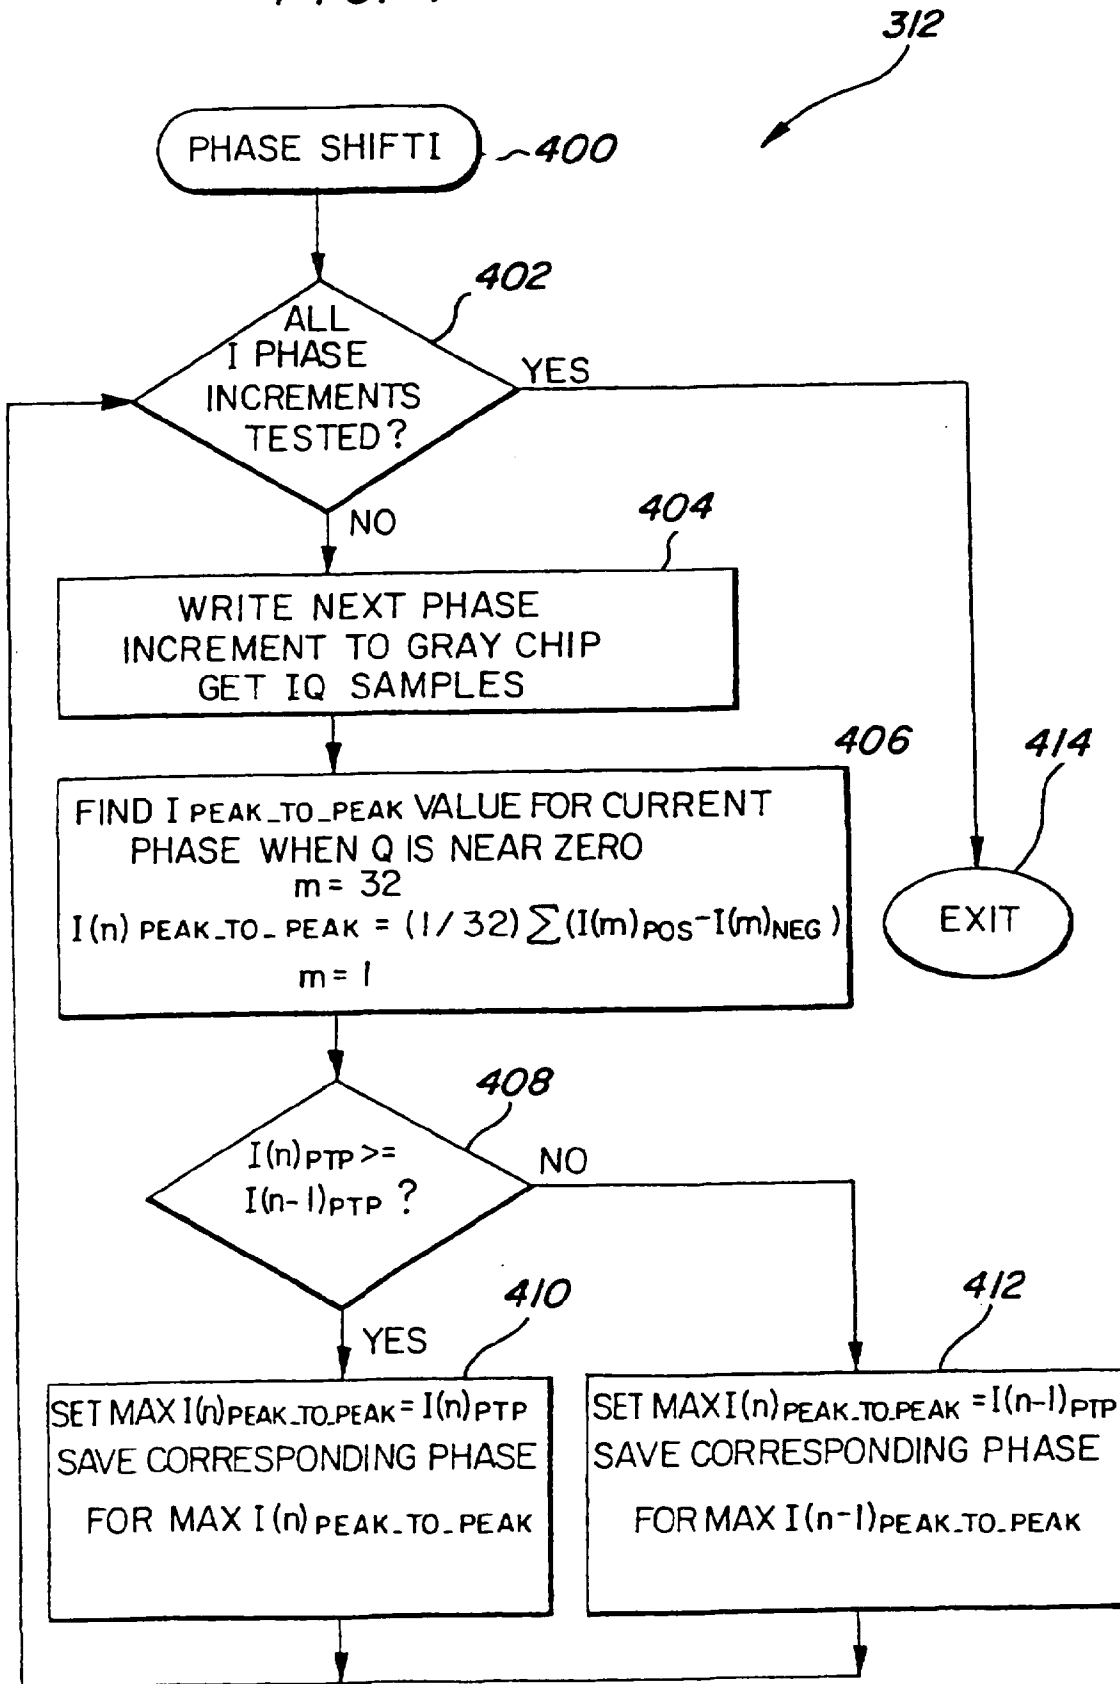 312
PHASE SHIFTI
400
402
ALL
I PHASE
INCREMENTS
TESTED?
YES
NO
404
WRITE NEXT PHASE
INCREMENT TO GRAY CHIP
GET IQ SAMPLES
406
414
FIND I PEAK_TO_PEAK VALUE FOR CURRENT
PHASE WHEN Q IS NEAR ZERO
m = 32
I(n) PEAK_TO_PEAK = (1/32) ∑(I(m)POS-I(m)NEG)
m = 1
EXIT
408
I(n)PTP >=
I(n-1)PTP ?
NO
YES
410
412
SET MAX I(n)PEAK_TO_PEAK = I(n)PTP
SAVE CORRESPONDING PHASE
FOR MAX I(n) PEAK_TO_PEAK
SET MAX I(n)PEAK_TO_PEAK = I(n-1)PTP
SAVE CORRESPONDING PHASE
FOR MAX I(n-1)PEAK_TO_PEAK